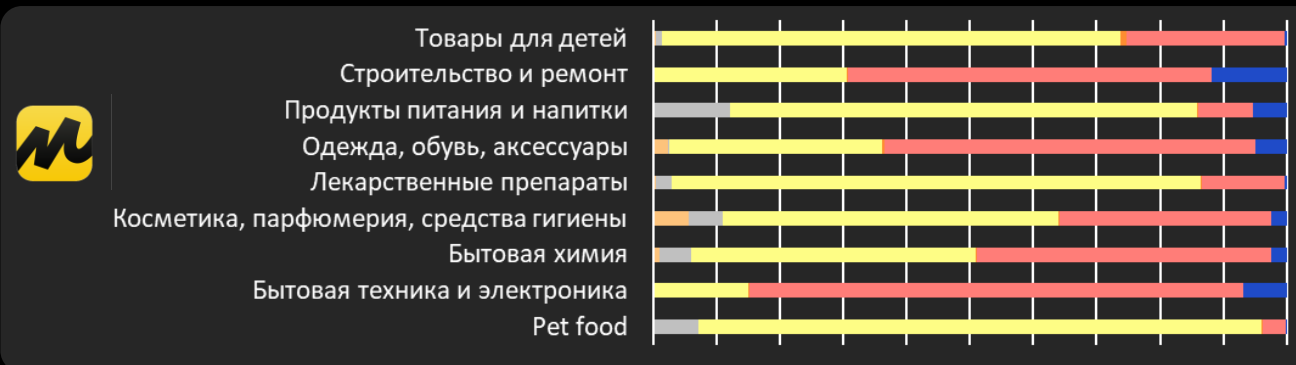 Товары для детей
Строительство и ремонт
Продукты питания и напитки
Одежда, обувь, аксессуары
Лекарственные препараты
Косметика, парфюмерия, средства гигиены
Бытовая химия
Бытовая техника и электроника
Pet food